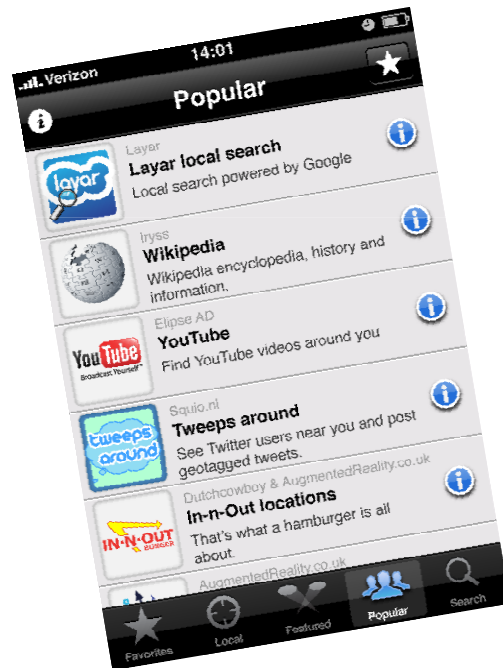 Verizon
14:01
Popular
Layar
Layar local search
Local search powered by Google
layar
Iryss
Wikipedia
Wikipedia encyclopedia, history and
information.
Elipse AD
YouTube
Find YouTube videos around you
You Tube
Broadcast Yourself™
Squio.nl
Tweeps around
See Twitter users near you and post
geotagged tweets.
tweeps
around
Dutchcowboy & AugmentedReality.co.uk
In-n-Out locations
That's what a hamburger is all
about.
IN-N-OUT
BURGER
AugmentedReality.co.uk
Favorites
Local
Featured
Popular
Search